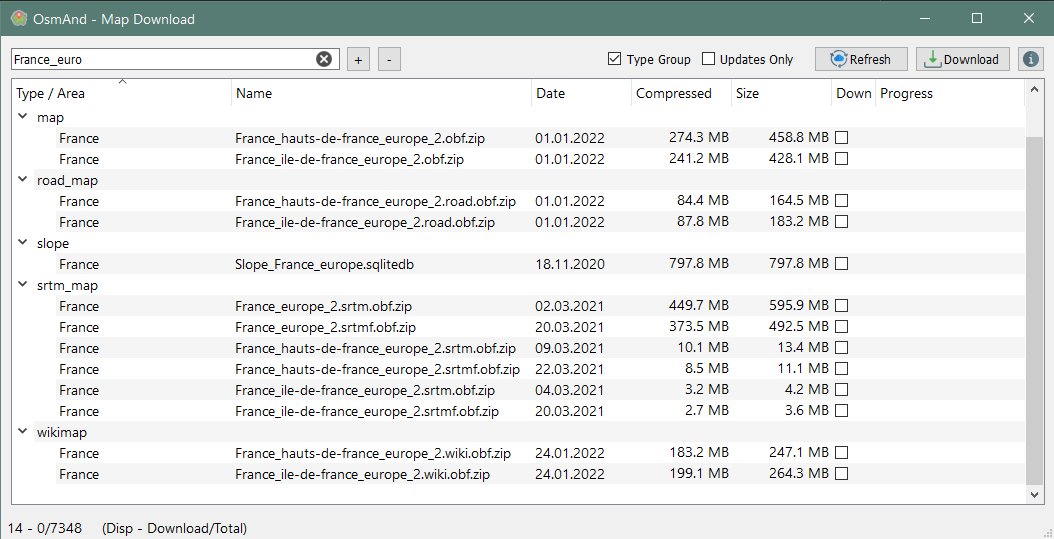 OsmAnd - Map Download
France_euro + - Type Group Updates Only Refresh Download
Type / Area Name Date Compressed Size Down Progress
map
France France_hauts-de-france_europe_2.obf.zip 01.01.2022 274.3 MB 458.8 MB
France France_ile-de-france_europe_2.obf.zip 01.01.2022 241.2 MB 428.1 MB
road_map
France France_hauts-de-france_europe_2.road.obf.zip 01.01.2022 84.4 MB 164.5 MB
France France_ile-de-france_europe_2.road.obf.zip 01.01.2022 87.8 MB 183.2 MB
slope
France Slope_France_europe.sqlitedb 18.11.2020 797.8 MB 797.8 MB
srtm_map
France France_europe_2.srtm.obf.zip 02.03.2021 449.7 MB 595.9 MB
France France_europe_2.srtmf.obf.zip 20.03.2021 373.5 MB 492.5 MB
France France_hauts-de-france_europe_2.srtm.obf.zip 09.03.2021 10.1 MB 13.4 MB
France France_hauts-de-france_europe_2.srtmf.obf.zip 22.03.2021 8.5 MB 11.1 MB
France France_ile-de-france_europe_2.srtm.obf.zip 04.03.2021 3.2 MB 4.2 MB
France France_ile-de-france_europe_2.srtmf.obf.zip 20.03.2021 2.7 MB 3.6 MB
wikimap
France France_hauts-de-france_europe_2.wiki.obf.zip 24.01.2022 183.2 MB 247.1 MB
France France_ile-de-france_europe_2.wiki.obf.zip 24.01.2022 199.1 MB 264.3 MB
14 - 0/7348 (Disp - Download/Total)